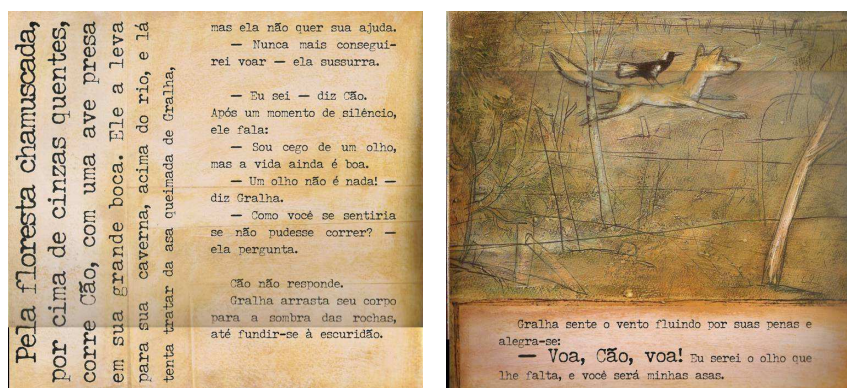 Pela floresta chamuscada,
por cima de cinzas quentes,
corre Cão, com uma ave presa
em sua grande boca. Ele a leva
para sua caverna, acima do rio, e lá
tenta tratar da asa queimada de Gralha,
mas ela não quer sua ajuda.
— Nunca mais consegui-
rei voar — ela sussurra.
— Eu sei — diz Cão.
Após um momento de silêncio,
ele fala:
— Sou cego de um olho,
mas a vida ainda é boa.
— Um olho não é nada! —
diz Gralha.
— Como você se sentiria
se não pudesse correr? —
ela pergunta.
Cão não responde.
Gralha arrasta seu corpo
para a sombra das rochas,
até fundir-se à escuridão.
Gralha sente o vento fluindo por suas penas e
alegra-se:
— Voa, Cão, voa! Eu serei o olho que
lhe falta, e você será minhas asas.